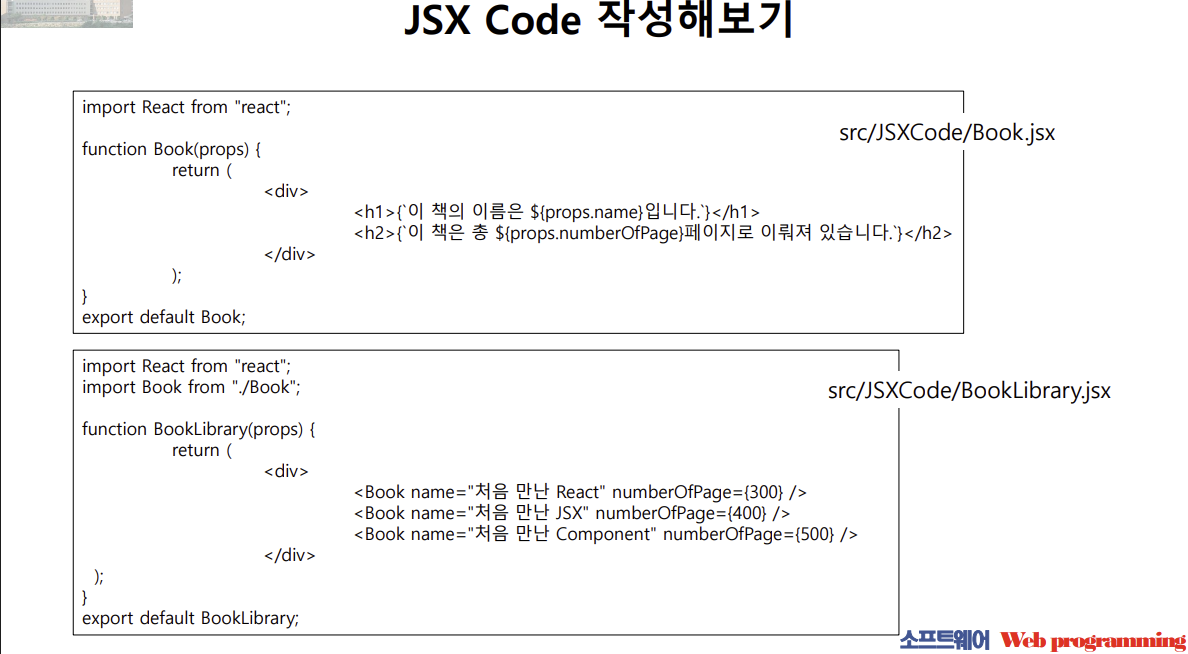 JSX Code 작성해보기
import React from "react";
src/JSXCode/Book.jsx
function Book(props) {
return (
<div>
<h1>{`이 책의 이름은 ${props.name}입니다.`}</h1>
<h2>{`이 책은 총 ${props.numberOfPage}페이지로 이뤄져 있습니다.`}</h2>
</div>
);
}
export default Book;
import React from "react";
import Book from "./Book";
src/JSXCode/BookLibrary.jsx
function BookLibrary(props) {
return (
<div>
<Book name="처음 만난 React" numberOfPage={300} />
<Book name="처음 만난 JSX" numberOfPage={400} />
<Book name="처음 만난 Component" numberOfPage={500} />
</div>
);
}
export default BookLibrary;
소프트웨어 Web programming